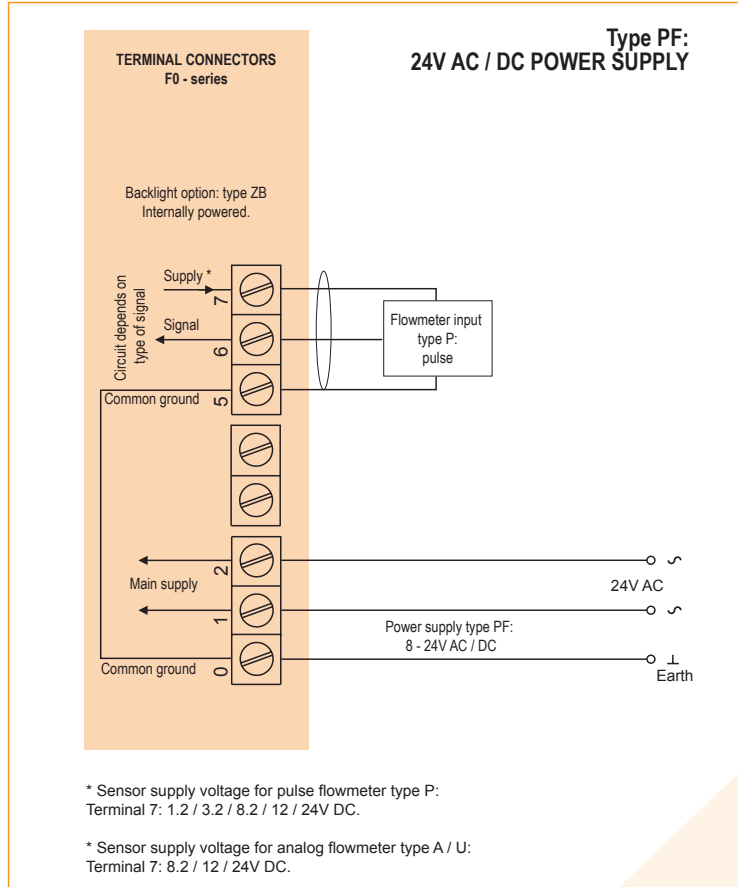 Type PF:
24V AC / DC POWER SUPPLY
TERMINAL CONNECTORS
F0 - series
Backlight option: type ZB
Internally powered.
Circuit depends on
type of signal
Supply *
7
Signal
6
Common ground
5
Flowmeter input
type P:
pulse
2
Main supply
1
24V AC
Power supply type PF:
8 - 24V AC / DC
Common ground
0
Earth
* Sensor supply voltage for pulse flowmeter type P:
Terminal 7: 1.2 / 3.2 / 8.2 / 12 / 24V DC.
* Sensor supply voltage for analog flowmeter type A / U:
Terminal 7: 8.2 / 12 / 24V DC.